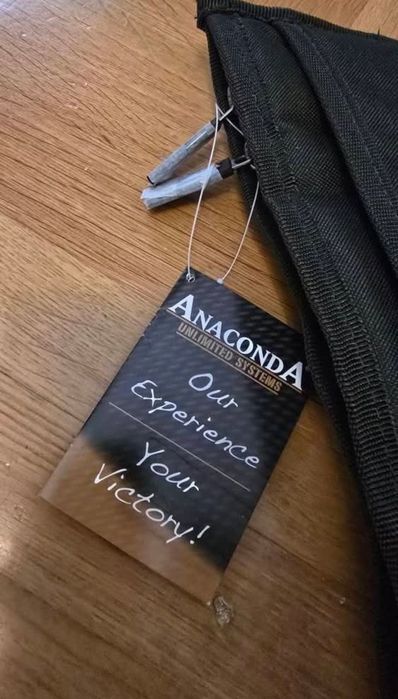 ANACONDA
UNLIMITED SYSTEMS
Our
Experience
Your
Victory!